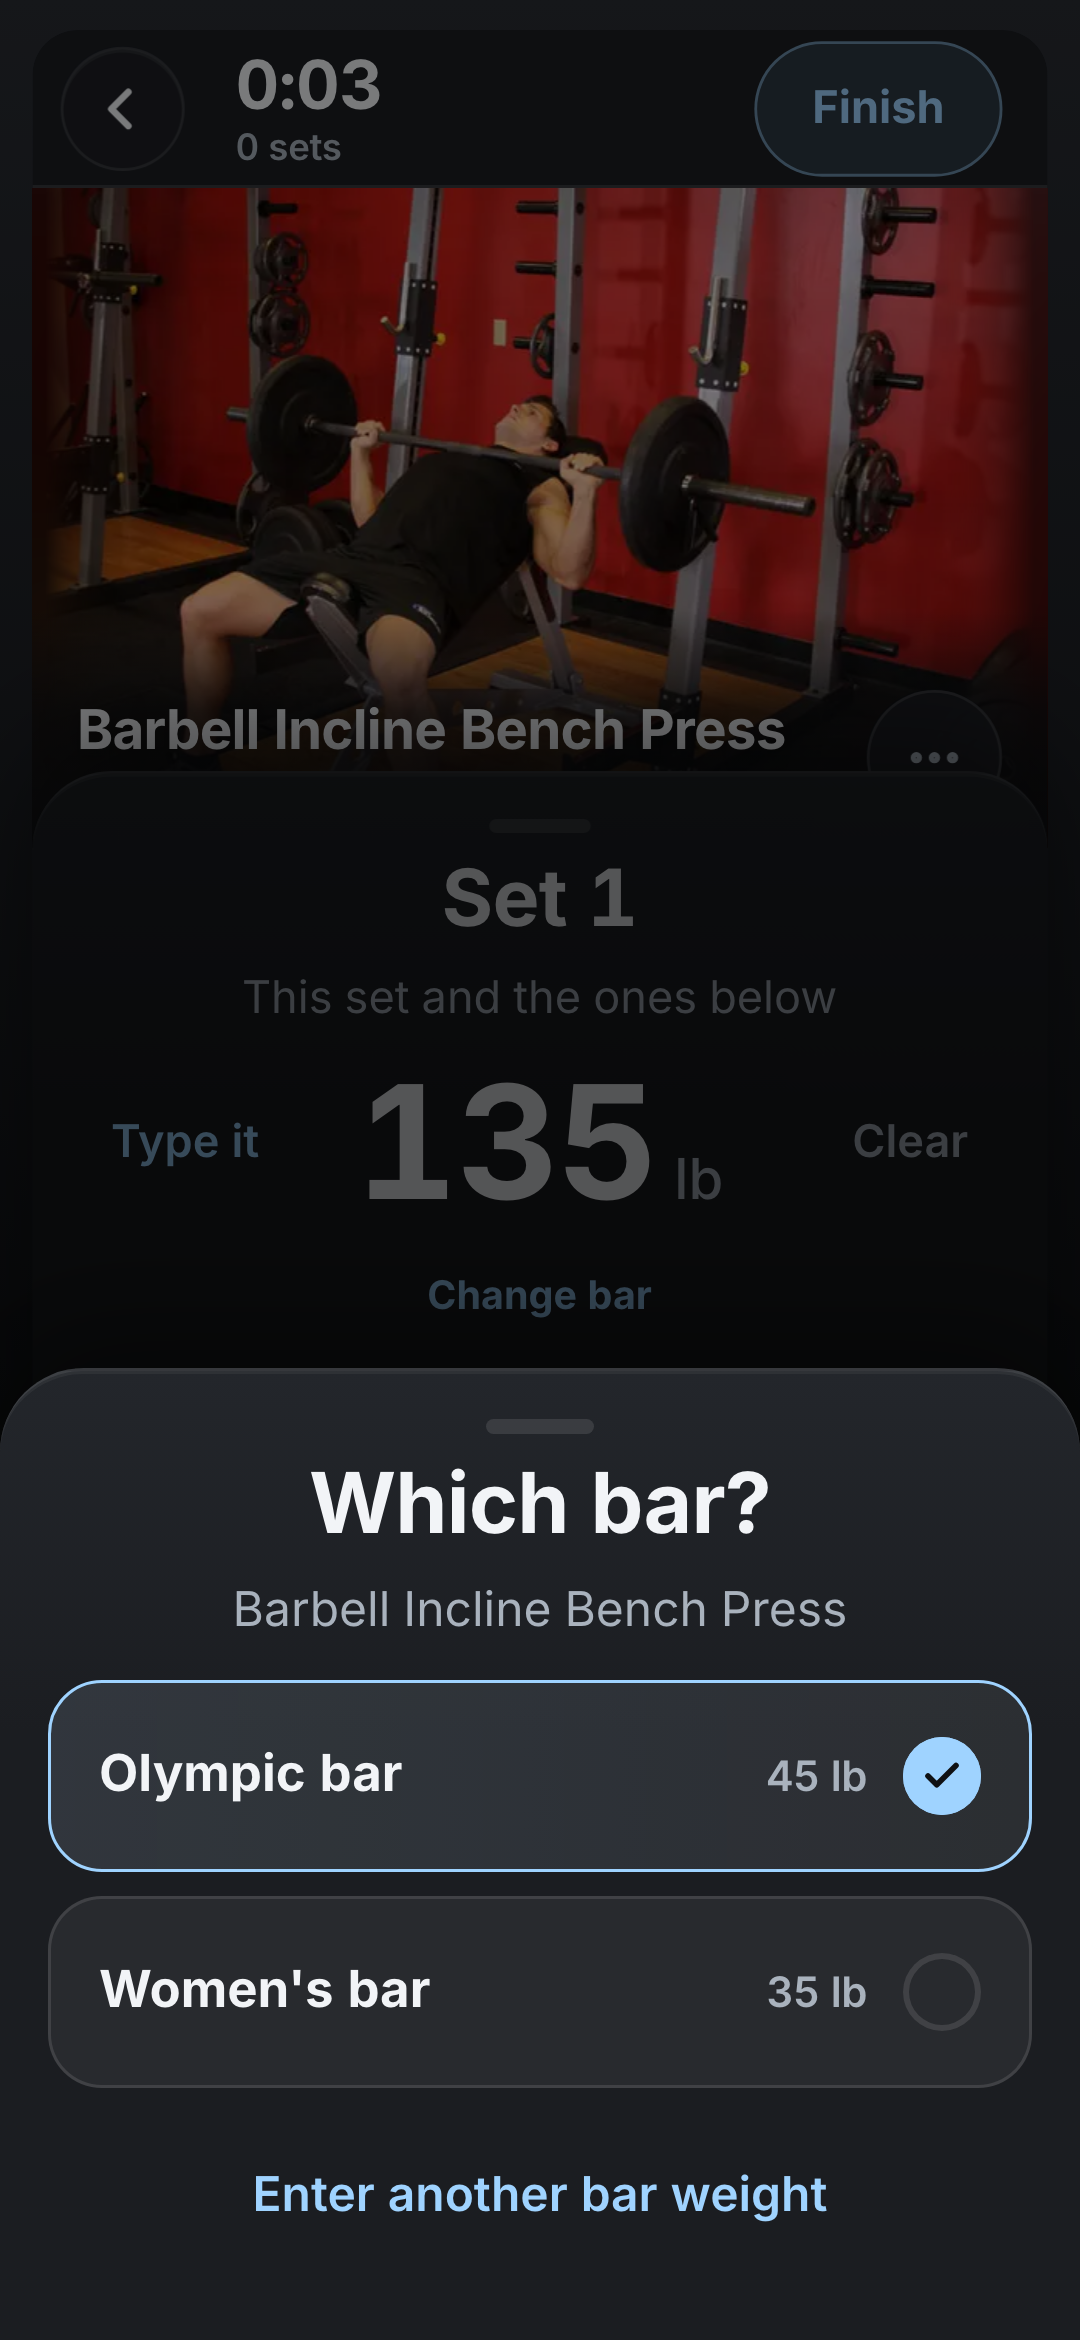 0:03
0 sets
Finish
Barbell Incline Bench Press
Set 1
This set and the ones below
Type it
135 lb
Clear
Change bar
Which bar?
Barbell Incline Bench Press
Olympic bar
45 lb
Women's bar
35 lb
Enter another bar weight